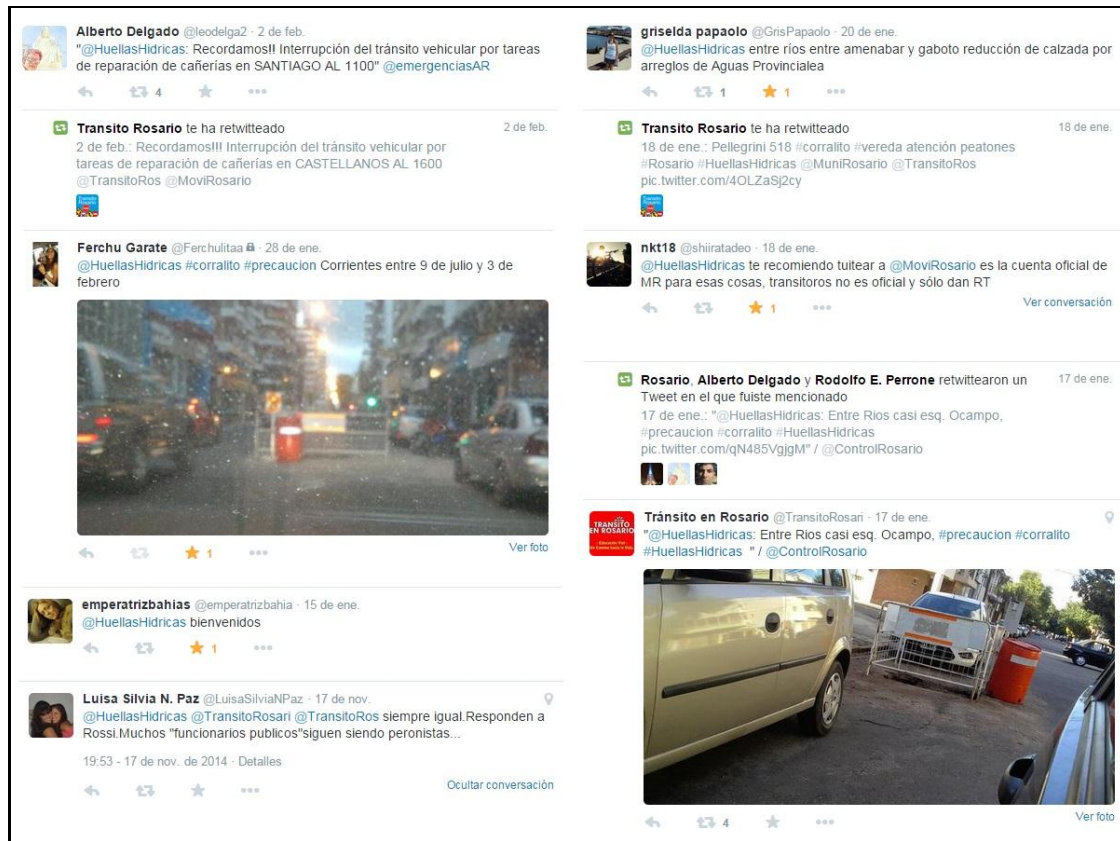 Alberto Delgado @leodelga2 · 2 de feb.
"@HuellasHidricas: Recordamos!! Interrupción del tránsito vehicular por tareas
de reparación de cañerías en SANTIAGO AL 1100" @emergenciasAR
4
Transito Rosario te ha retwitteado 2 de feb.
2 de feb.: Recordamos!!! Interrupción del tránsito vehicular por
tareas de reparación de cañerías en CASTELLANOS AL 1600
@TransitoRos @MoviRosario
Ferchu Garate @Ferchulitaa · 28 de ene.
@HuellasHidricas #corralito #precaucion Corrientes entre 9 de julio y 3 de
febrero
1
Ver foto
emperatrizbahias @emperatrizbahia · 15 de ene.
@HuellasHidricas bienvenidos
1
Luisa Silvia N. Paz @LuisaSilviaNPaz · 17 de nov.
@HuellasHidricas @TransitoRosari @TransitoRos siempre igual.Responden a
Rossi.Muchos "funcionarios publicos"siguen siendo peronistas...
19:53 - 17 de nov. de 2014 · Detalles
Ocultar conversación
griselda papaolo @GrisPapaolo · 20 de ene.
@HuellasHidricas entre ríos entre amenabar y gaboto reducción de calzada por
arreglos de Aguas Provincialea
1 1
Transito Rosario te ha retwitteado 18 de ene.
18 de ene.: Pellegrini 518 #corralito #vereda atención peatones
#Rosario #HuellasHidricas @MuniRosario @TransitoRos
pic.twitter.com/4OLZaSj2cy
nkt18 @shiiratadeo · 18 de ene.
@HuellasHidricas te recomiendo tuitear a @MoviRosario es la cuenta oficial de
MR para esas cosas, transitoros no es oficial y sólo dan RT
1
Ver conversación
Rosario, Alberto Delgado y Rodolfo E. Perrone retwittearon un 17 de ene.
Tweet en el que fuiste mencionado
17 de ene.: "@HuellasHidricas: Entre Rios casi esq. Ocampo,
#precaucion #corralito #HuellasHidricas
pic.twitter.com/qN485VgjgM" / @ControlRosario
TRANSITO
EN ROSARIO
Tránsito en Rosario @TransitoRosari · 17 de ene.
"@HuellasHidricas: Entre Rios casi esq. Ocampo, #precaucion #corralito
#HuellasHidricas " / @ControlRosario
4
Ver foto